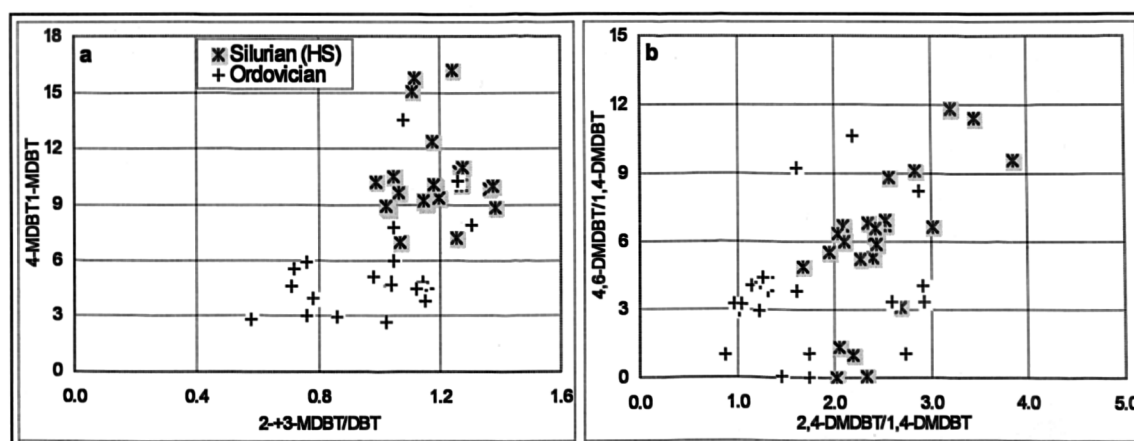 a
Silurian (HS)
Ordovician
18
15
12
9
6
3
0
0.0 0.4 0.8 1.2 1.6
4-MDBT1-MDBT
2-+3-MDBT/DBT
b
15
12
9
6
3
0
0.0 1.0 2.0 3.0 4.0 5.0
4,6-DMDBT/1,4-DMDBT
2,4-DMDBT/1,4-DMDBT